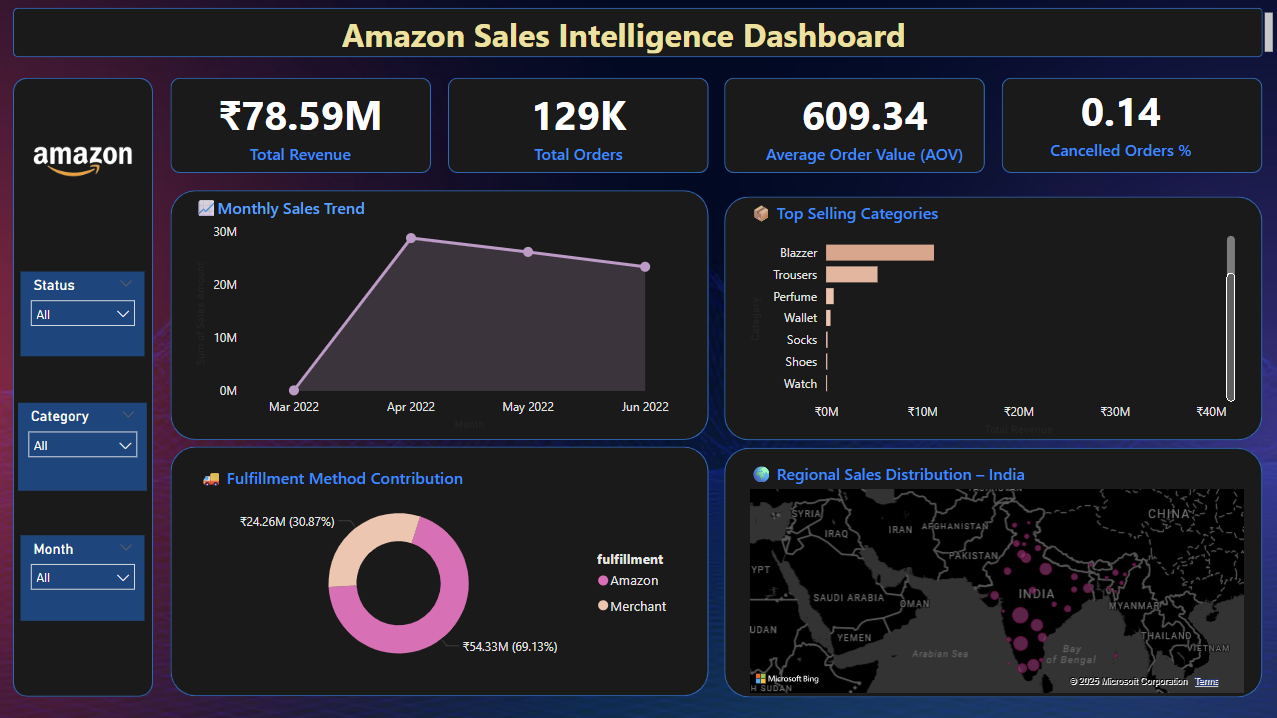 Amazon Sales Intelligence Dashboard
amazon
₹78.59M
Total Revenue
129K
Total Orders
609.34
Average Order Value (AOV)
0.14
Cancelled Orders %
Status
All
Category
All
Month
All
Monthly Sales Trend
30M
20M
10M
0M
Mar 2022
Apr 2022
May 2022
Jun 2022
Sum of Sales Amount
Month
Top Selling Categories
Category
Blazzer
Trousers
Perfume
Wallet
Socks
Shoes
Watch
₹0M
₹10M
₹20M
₹30M
₹40M
Total Revenue
Fulfillment Method Contribution
₹24.26M (30.87%)
₹54.33M (69.13%)
fulfillment
Amazon
Merchant
Regional Sales Distribution – India
SYRIA
IRAQ
IRAN
AFGHANISTAN
CHINA
PAKISTAN
YPT
SAUDI ARABIA
OMAN
INDIA
MYANMAR
UDAN
YEMEN
THAILAND
VIETNAM
Arabian Sea
Bay
of Bengal
H SUDAN
Microsoft Bing
© 2025 Microsoft Corporation Terms